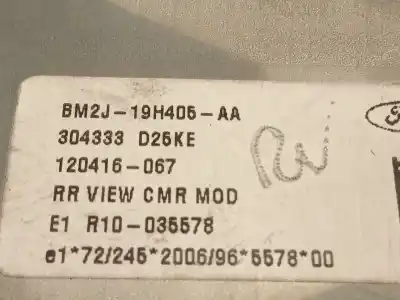 BM2J-19H405-AA
304333 D25KE
120416-067
RR VIEW CMR MOD
E1 R10-035578
e1*72/245*2006/96*5578*00